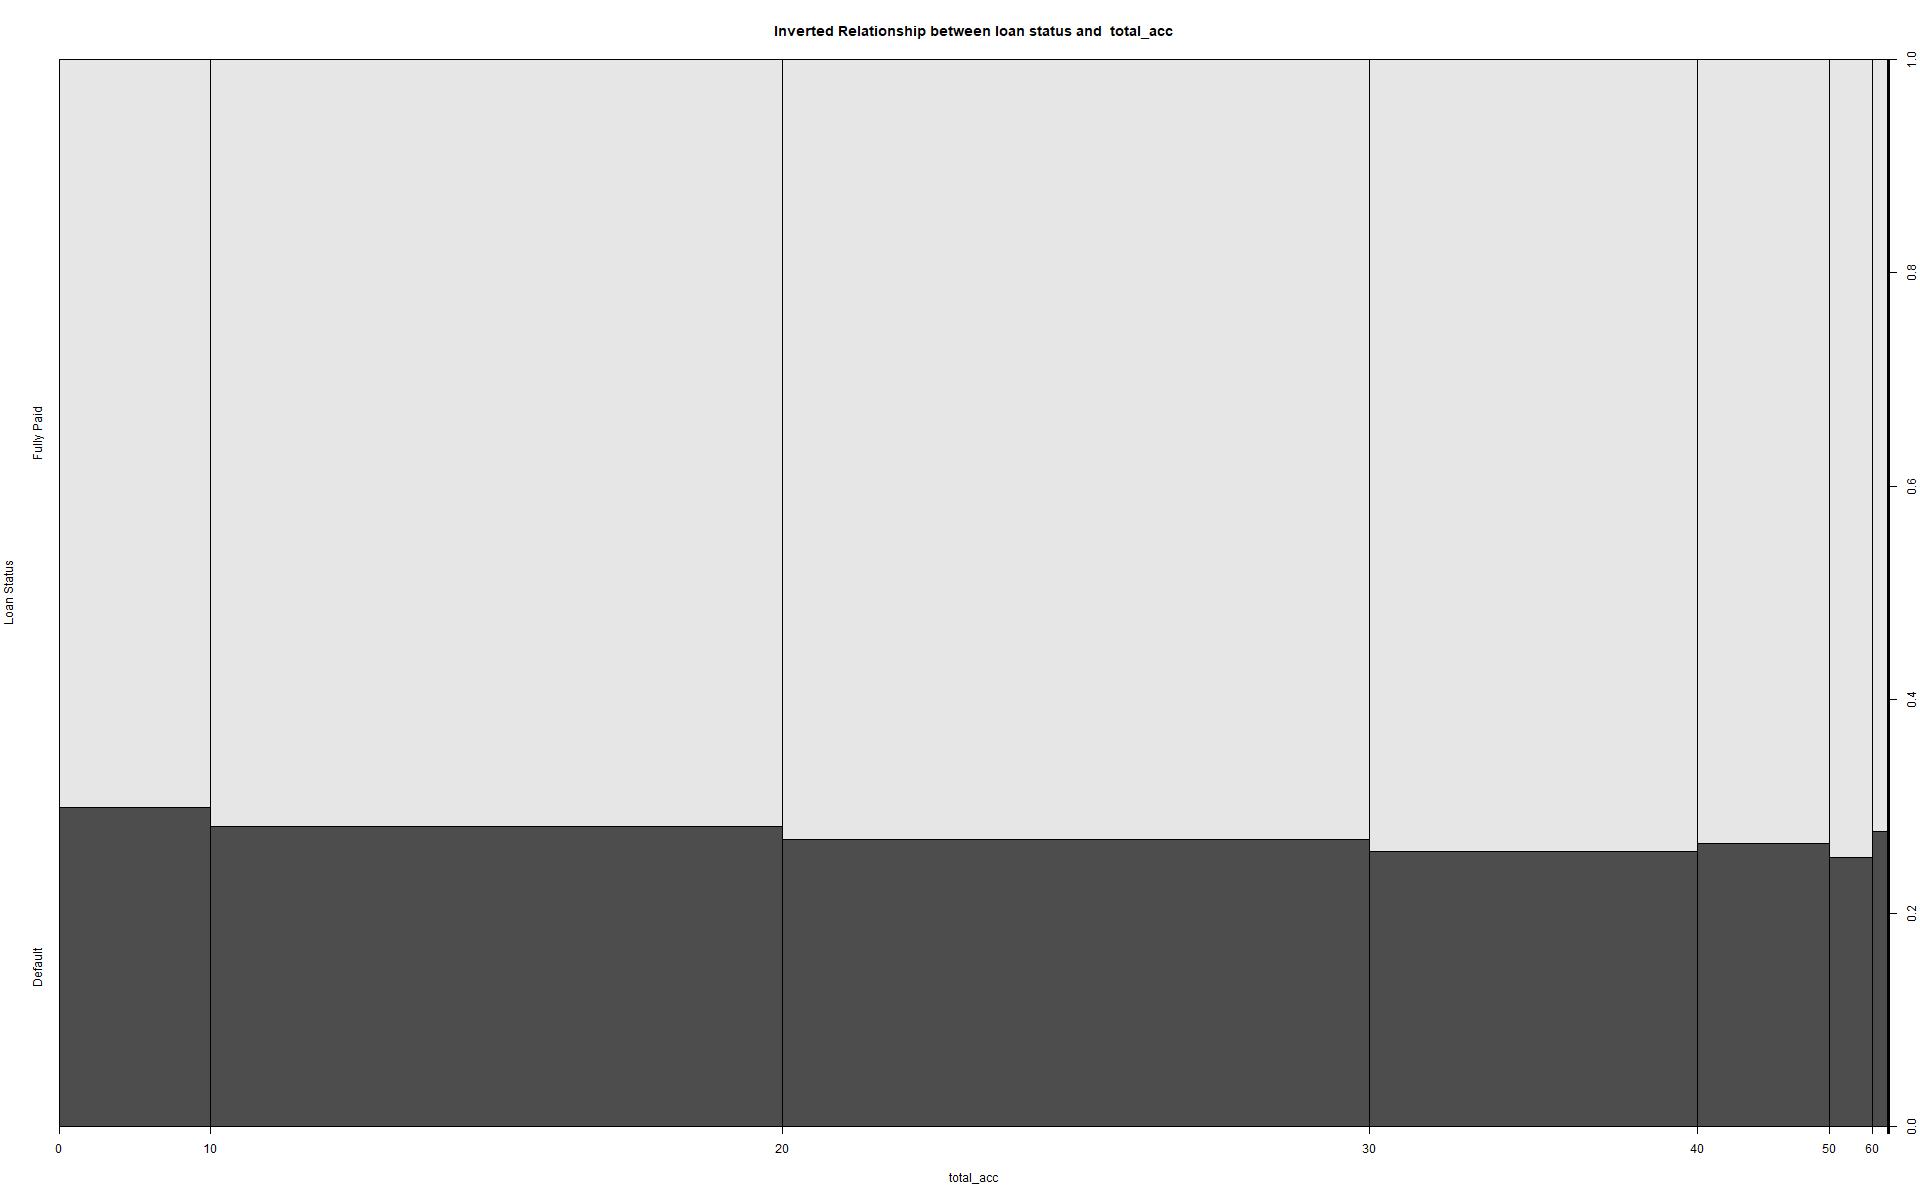 Inverted Relationship between loan status and  total_acc
Loan Status
Fully Paid
Default
1.0
0.8
0.6
0.4
0.2
0.0
0 10 20 30 40 50 60
total_acc